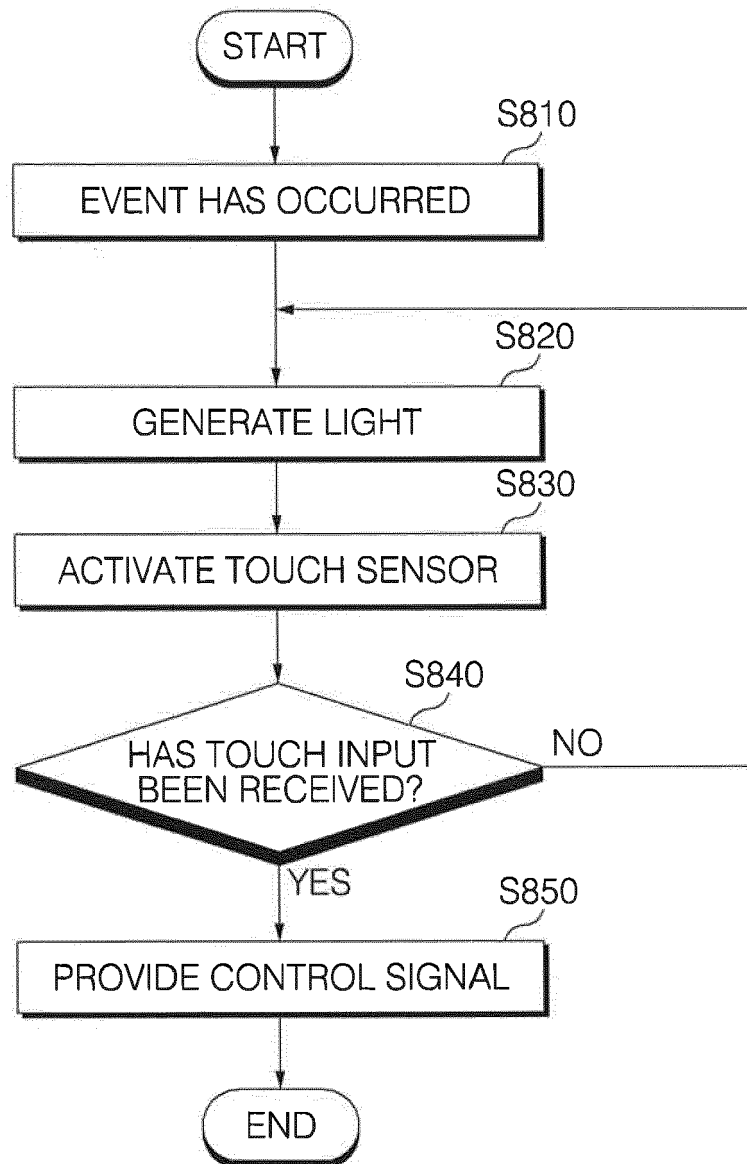 START
S810
EVENT HAS OCCURRED
S820
GENERATE LIGHT
S830
ACTIVATE TOUCH SENSOR
S840
HAS TOUCH INPUT
BEEN RECEIVED?
NO
YES
S850
PROVIDE CONTROL SIGNAL
END